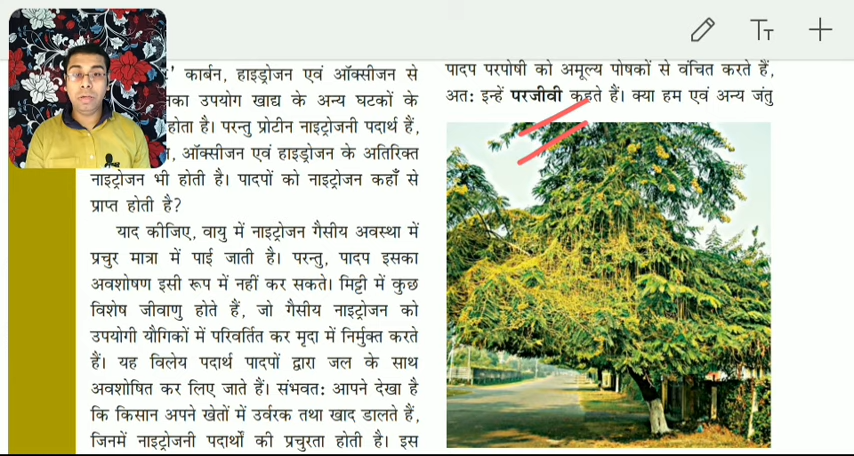 कार्बन, हाइड्रोजन एवं ऑक्सीजन से
उपयोग खाद्य के अन्य घटकों के
होता है। परन्तु प्रोटीन नाइट्रोजनी पदार्थ हैं,
ऑक्सीजन एवं हाइड्रोजन के अतिरिक्त
नाइट्रोजन भी होती है। पादपों को नाइट्रोजन कहाँ से
प्राप्त होती है?
याद कीजिए, वायु में नाइट्रोजन गैसीय अवस्था में
प्रचुर मात्रा में पाई जाती है। परन्तु, पादप इसका
अवशोषण इसी रूप में नहीं कर सकते। मिट्टी में कुछ
विशेष जीवाणु होते हैं, जो गैसीय नाइट्रोजन को
उपयोगी यौगिकों में परिवर्तित कर मृदा में निर्मुक्त करते
हैं। यह विलेय पदार्थ पादपों द्वारा जल के साथ
अवशोषित कर लिए जाते हैं। संभवत: आपने देखा है
कि किसान अपने खेतों में उर्वरक तथा खाद डालते हैं,
जिनमें नाइट्रोजनी पदार्थों की प्रचुरता होती है। इस
पादप परपोषी को अमूल्य पोषकों से वंचित करते हैं,
अत: इन्हें परजीवी कहते हैं। क्या हम एवं अन्य जंतु